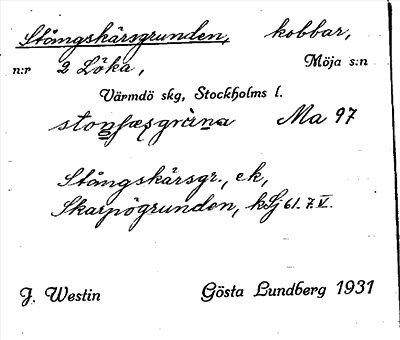 Stångskärsgrunden, kobbar,
n:r 2 Löka, Möja s:n
Värmdö skg, Stockholms l.
Ma 97
Stångskärsgr., ek,
Skarpögrunden, kSj 61. 7. V.
J. Westin Gösta Lundberg 1931